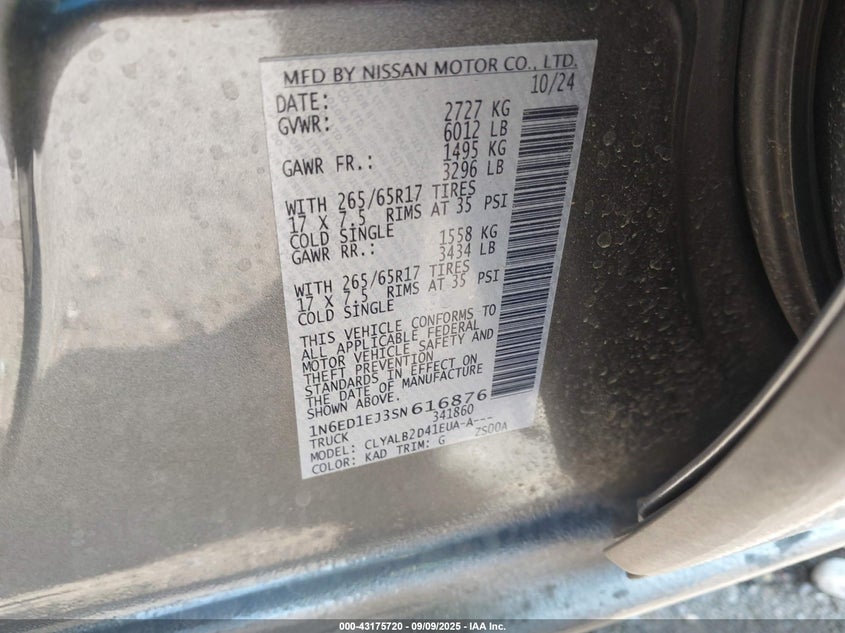 MFD BY NISSAN MOTOR CO., LTD.
DATE: 10/24
GVWR: 2727 KG
6012 LB
GAWR FR.: 1495 KG
3296 LB
WITH 265/65R17 TIRES
17 X 7.5 RIMS AT 35 PSI
COLD SINGLE
GAWR RR.: 1558 KG
3434 LB
WITH 265/65R17 TIRES
17 X 7.5 RIMS AT 35 PSI
COLD SINGLE
THIS VEHICLE CONFORMS TO
ALL APPLICABLE FEDERAL
MOTOR VEHICLE SAFETY AND
THEFT PREVENTION
STANDARDS IN EFFECT ON
THE DATE OF MANUFACTURE
SHOWN ABOVE.
1N6ED1EJ3SN616876
TRUCK 341860
MODEL: CLYALB2D41EUA-A---
COLOR: KAD TRIM: G ZS00A
000-43175720 - 09/09/2025 - IAA Inc.